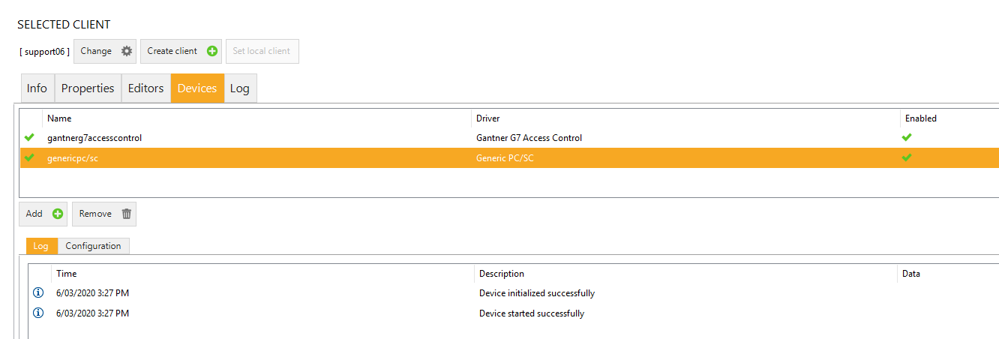 SELECTED CLIENT
[ support06 ] Change Create client Set local client
Info Properties Editors Devices Log
Name Driver Enabled
gantnerg7accesscontrol Gantner G7 Access Control
genericpc/sc Generic PC/SC
Add Remove
Log Configuration
Time Description Data
6/03/2020 3:27 PM Device initialized successfully
6/03/2020 3:27 PM Device started successfully